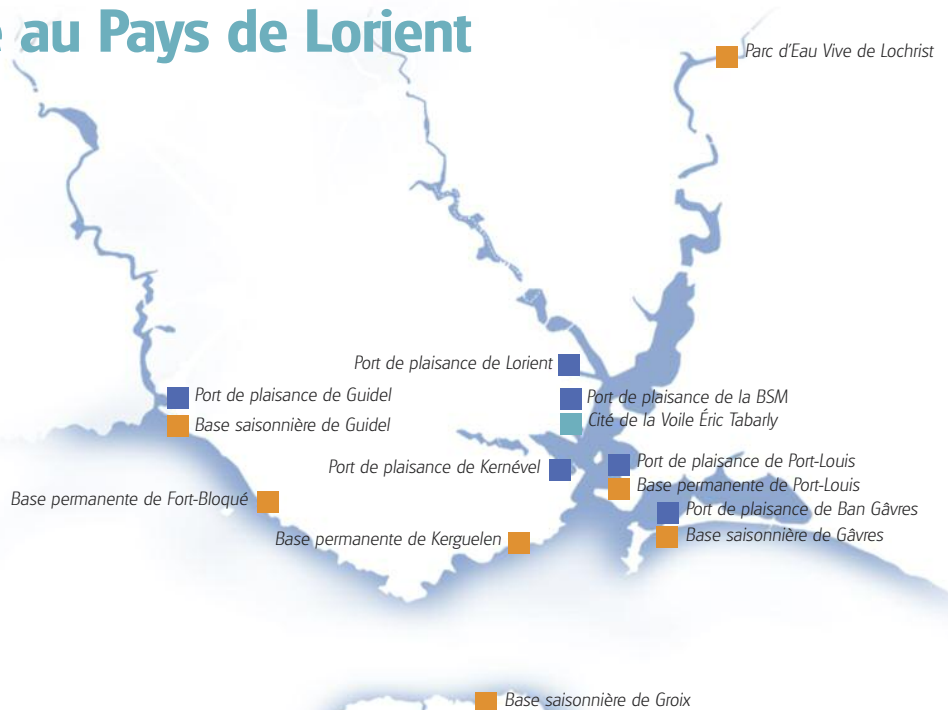 e au Pays de Lorient
Parc d'Eau Vive de Lochrist
Port de plaisance de Lorient
Port de plaisance de Guidel
Port de plaisance de la BSM
Cité de la Voile Éric Tabarly
Base saisonnière de Guidel
Port de plaisance de Kernével
Port de plaisance de Port-Louis
Base permanente de Port-Louis
Base permanente de Fort-Bloqué
Port de plaisance de Ban Gâvres
Base saisonnière de Gâvres
Base permanente de Kerguelen
Base saisonnière de Groix